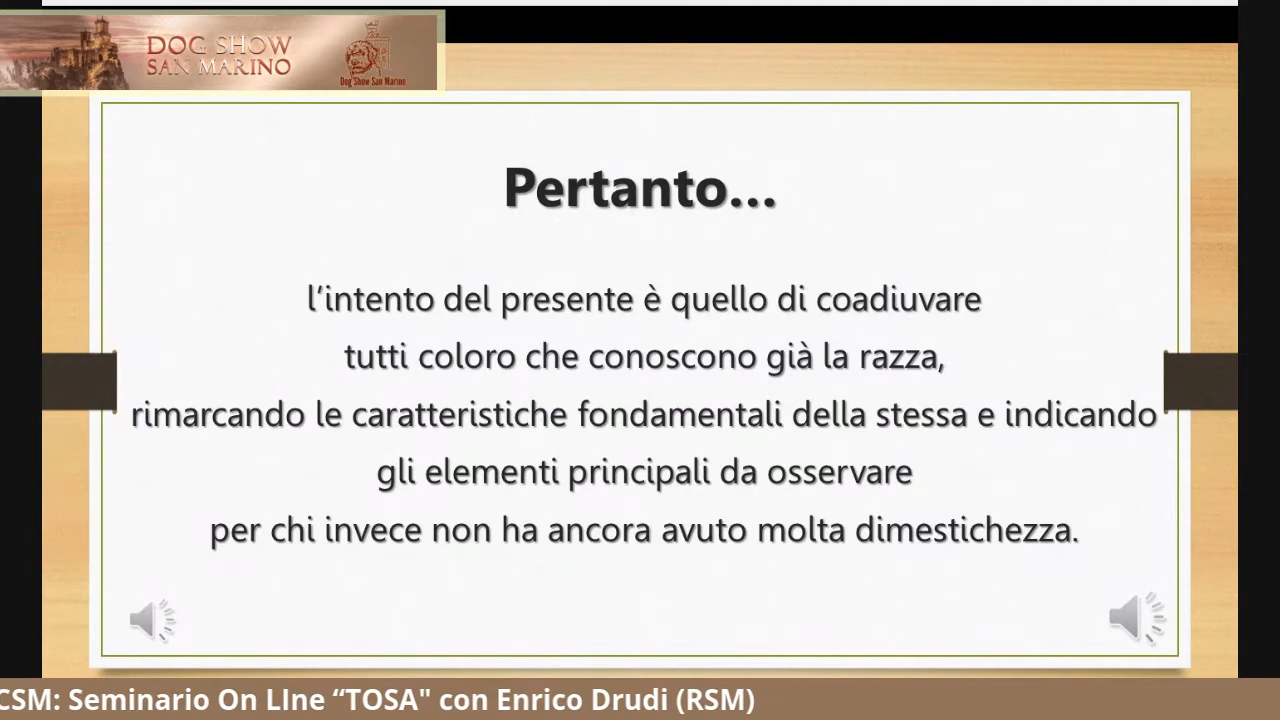 DOG SHOW
SAN MARINO
Dog Show San Marino
Pertanto...
l'intento del presente è quello di coadiuvare
tutti coloro che conoscono già la razza,
rimarcando le caratteristiche fondamentali della stessa e indicando
gli elementi principali da osservare
per chi invece non ha ancora avuto molta dimestichezza.
CSM: Seminario On LIne “TOSA" con Enrico Drudi (RSM)